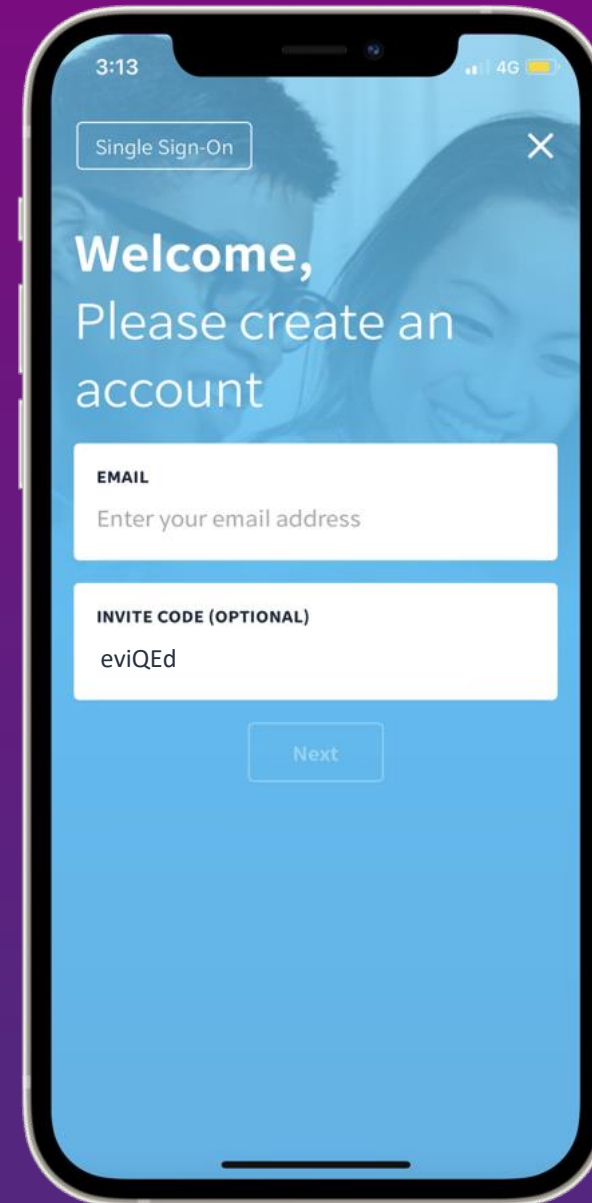 3:13
4G
Single Sign-On
Welcome,
Please create an
account
EMAIL
Enter your email address
INVITE CODE (OPTIONAL)
eviQEd
Next